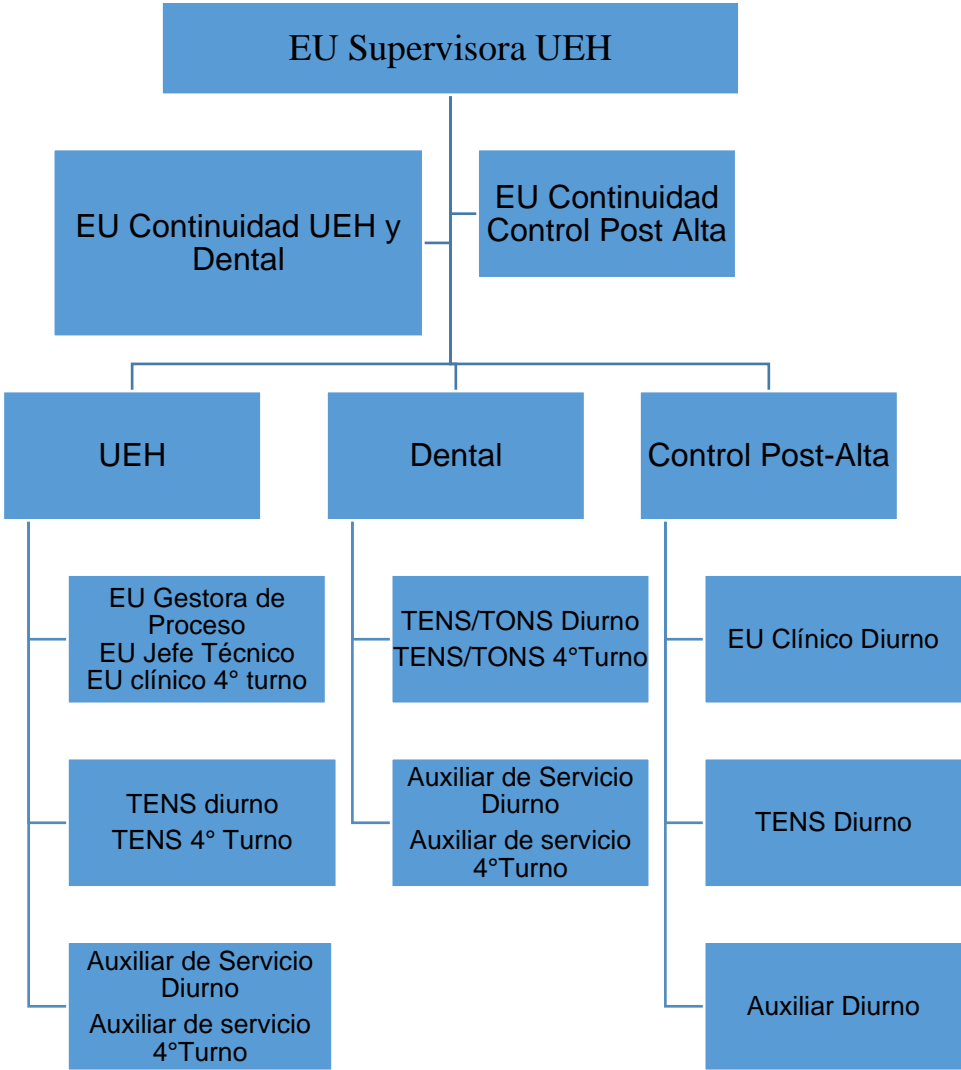 EU Supervisora UEH
EU Continuidad UEH y
Dental
EU Continuidad
Control Post Alta
UEH
Dental
Control Post-Alta
EU Gestora de
Proceso
EU Jefe Técnico
EU clínico 4° turno
TENS/TONS Diurno
TENS/TONS 4°Turno
EU Clínico Diurno
TENS diurno
TENS 4° Turno
Auxiliar de Servicio
Diurno
Auxiliar de servicio
4°Turno
TENS Diurno
Auxiliar de Servicio
Diurno
Auxiliar de servicio
4°Turno
Auxiliar Diurno